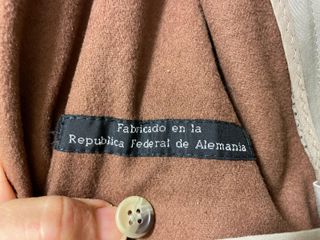 Fabricado en la
Republica Federal de Alemania